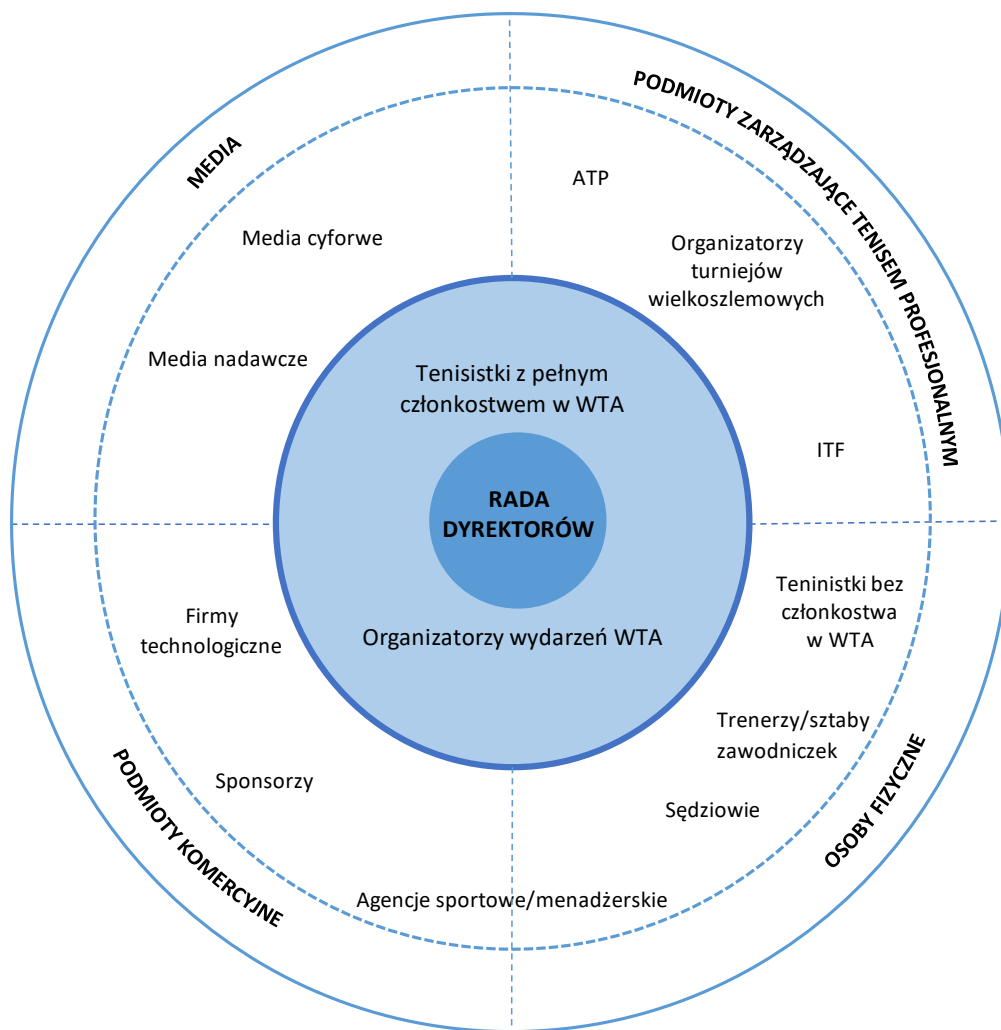 MEDIA
PODMIOTY ZARZĄDZAJĄCE TENISEM PROFESJONALNYM
ATP
Media cyforwe
Organizatorzy
turniejów
wielkoszlemowych
Media nadawcze
Tenisistki z pełnym
członkostwem w WTA
ITF
RADA
DYREKTORÓW
Firmy
technologiczne
Organizatorzy wydarzeń WTA
Teninistki bez
członkostwa
w WTA
Trenerzy/sztaby
zawodniczek
Sponsorzy
Sędziowie
PODMIOTY KOMERCYJNE
OSOBY FIZYCZNE
Agencje sportowe/menadżerskie